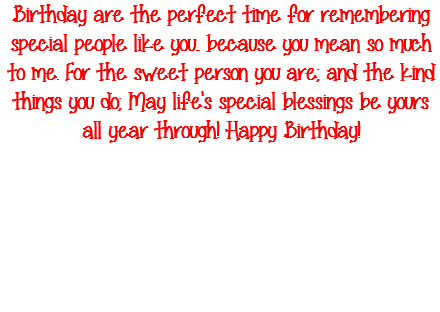 Birthday are the perfect time for remembering
special people like you.. because you mean so much
to me. For the sweet person you are; and the kind
things you do; May life's special blessings be yours
all year through! Happy Birthday!